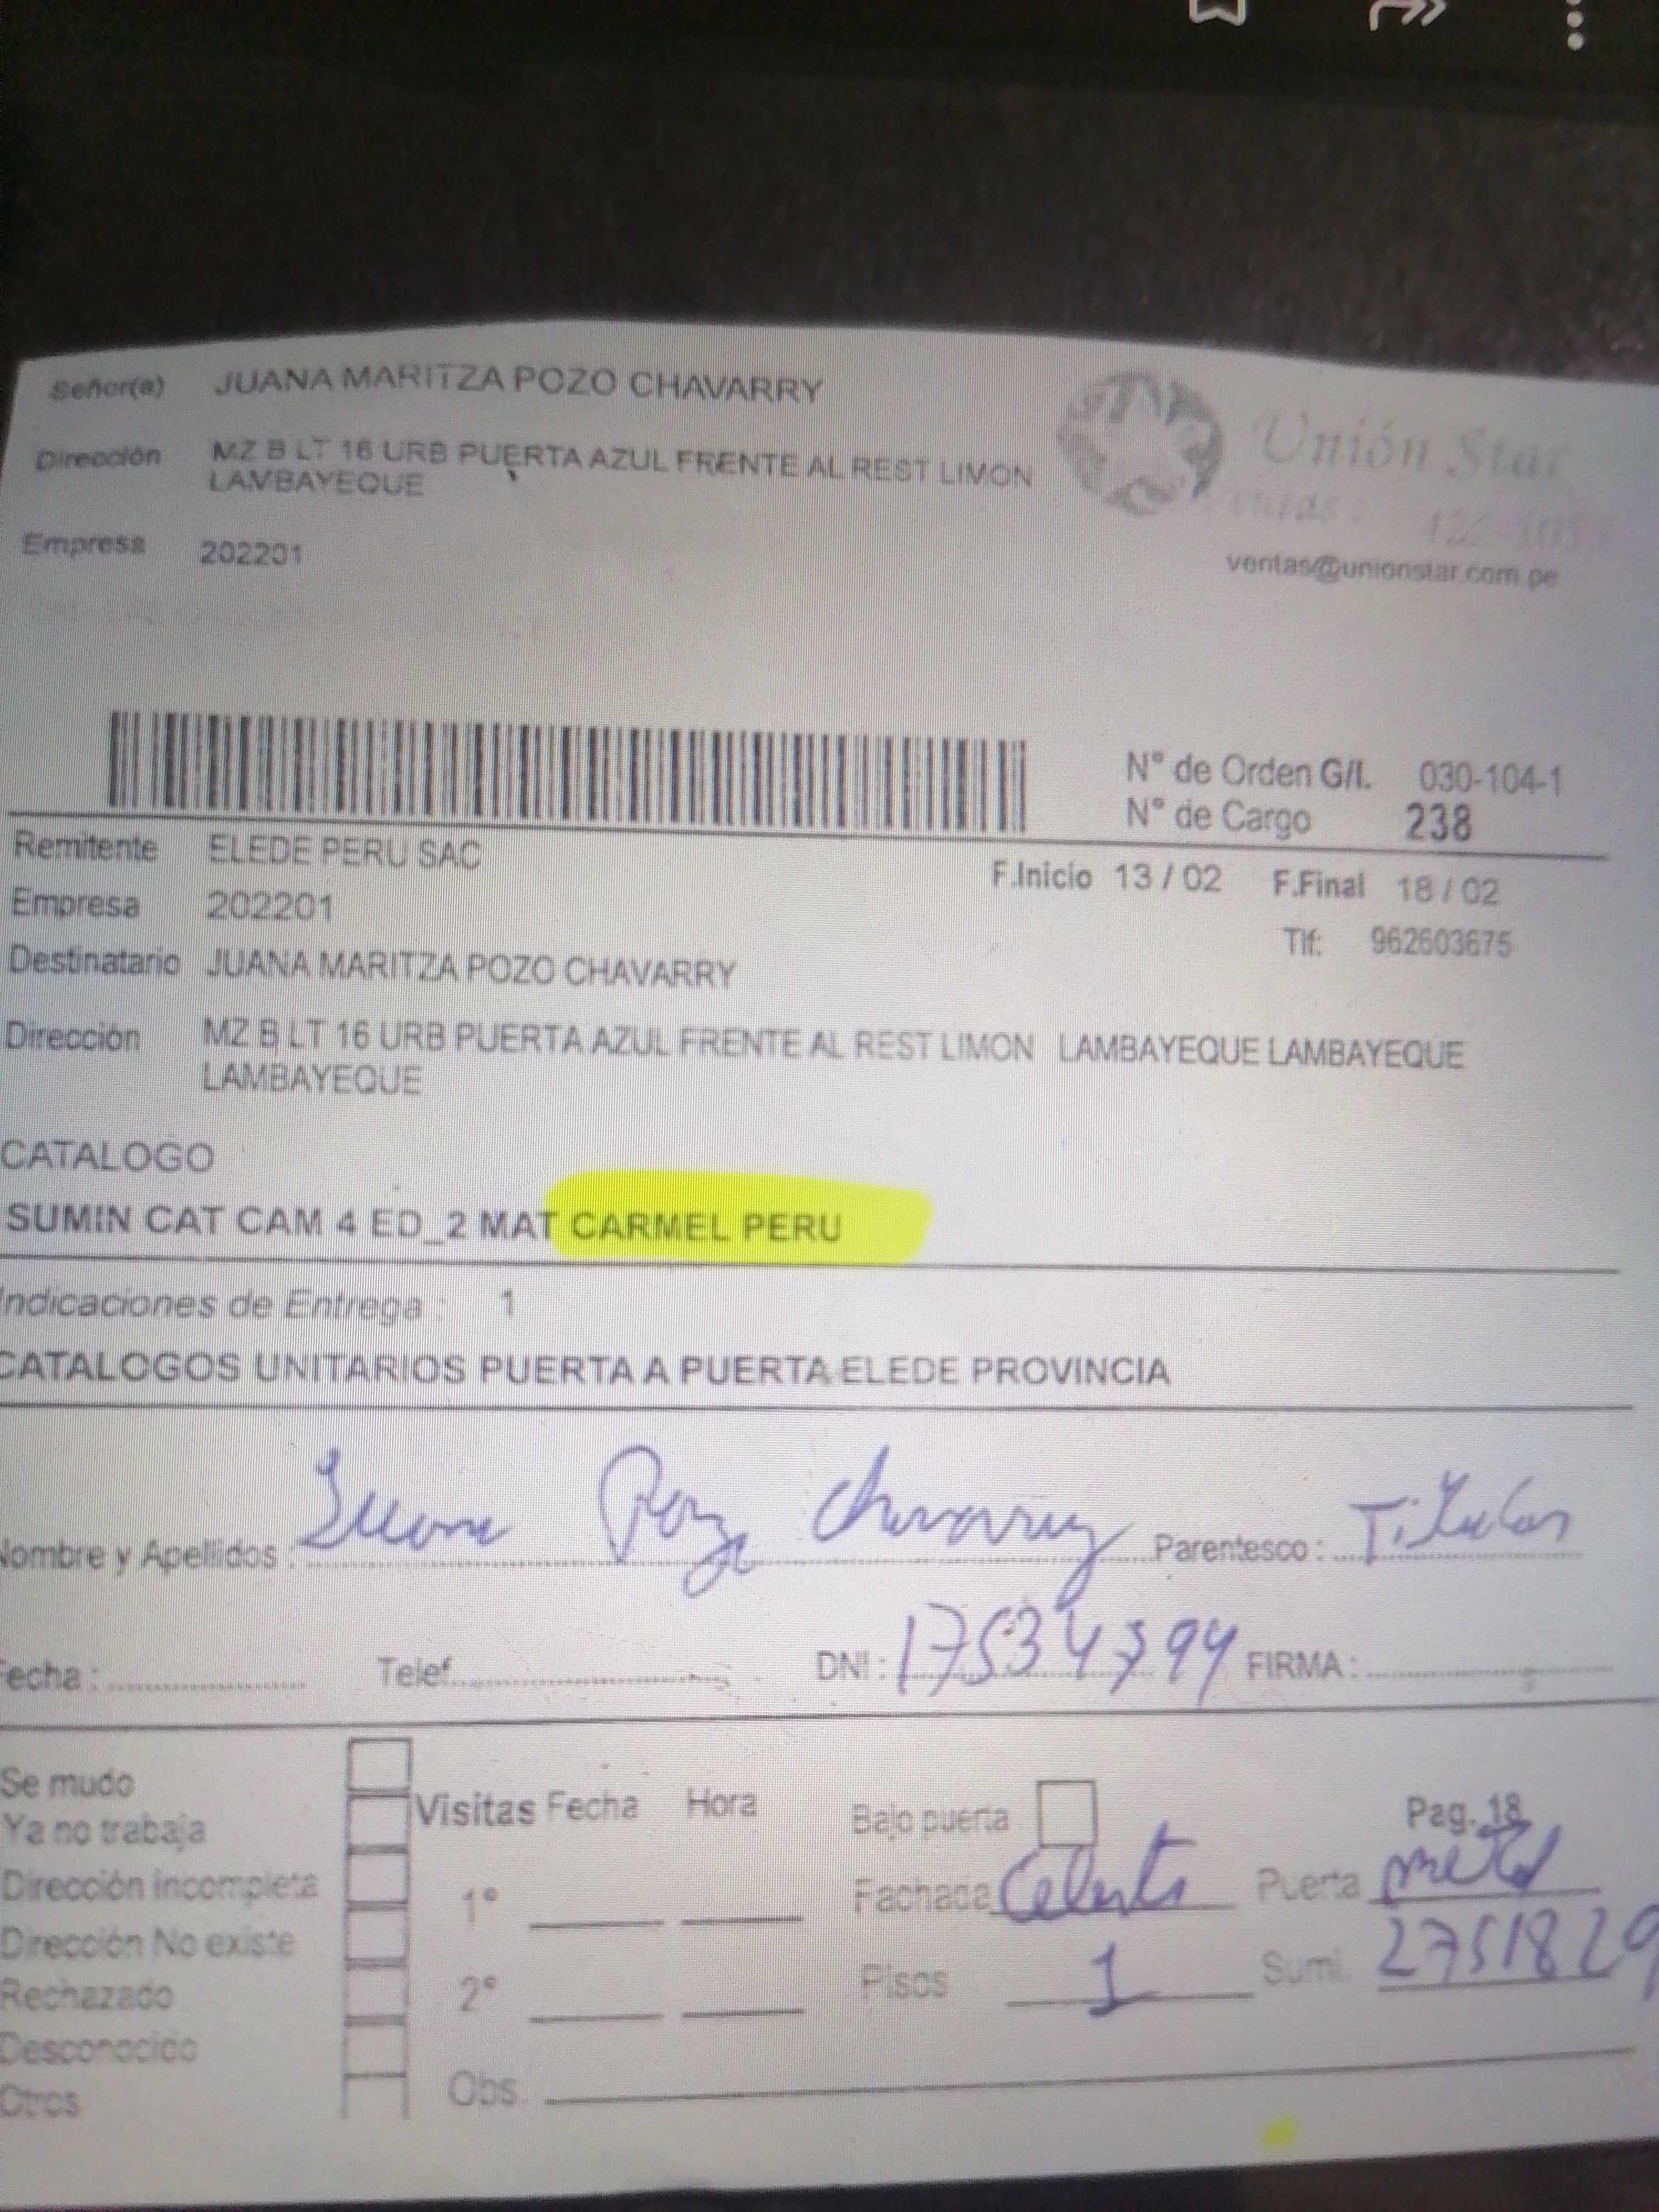 Señor(a) JUANA MARITZA POZO CHAVARRY
Dirección MZ B LT 16 URB PUERTA AZUL FRENTE AL REST LIMON
LAMBAYEQUE
Unión Star
Empresa 202201
ventas@unionstar.com.pe
N° de Orden G/I. 030-104-1
N° de Cargo 238
Remitente ELEDE PERU SAC
F.Inicio 13 / 02 F.Final 18 / 02
Empresa 202201
Tlf: 962603675
Destinatario JUANA MARITZA POZO CHAVARRY
Dirección MZ B LT 16 URB PUERTA AZUL FRENTE AL REST LIMON LAMBAYEQUE LAMBAYEQUE
LAMBAYEQUE
CATALOGO
SUMIN CAT CAM 4 ED_2 MAT CARMEL PERU
Indicaciones de Entrega : 1
CATALOGOS UNITARIOS PUERTA A PUERTA ELEDE PROVINCIA
Nombre y Apellidos : Juana Pozo Chavarry Parentesco : Titular
Fecha : Telef. DNI : 17534794 FIRMA :
Se mudo
Ya no trabaja
Dirección incompleta
Dirección No existe
Rechazado
Desconocido
Otros
Visitas Fecha Hora
1°
2°
Obs.
Bajo puerta Pag. 18
Fachada Celeste Puerta metal
Pisos 1 Sumi. 2751829